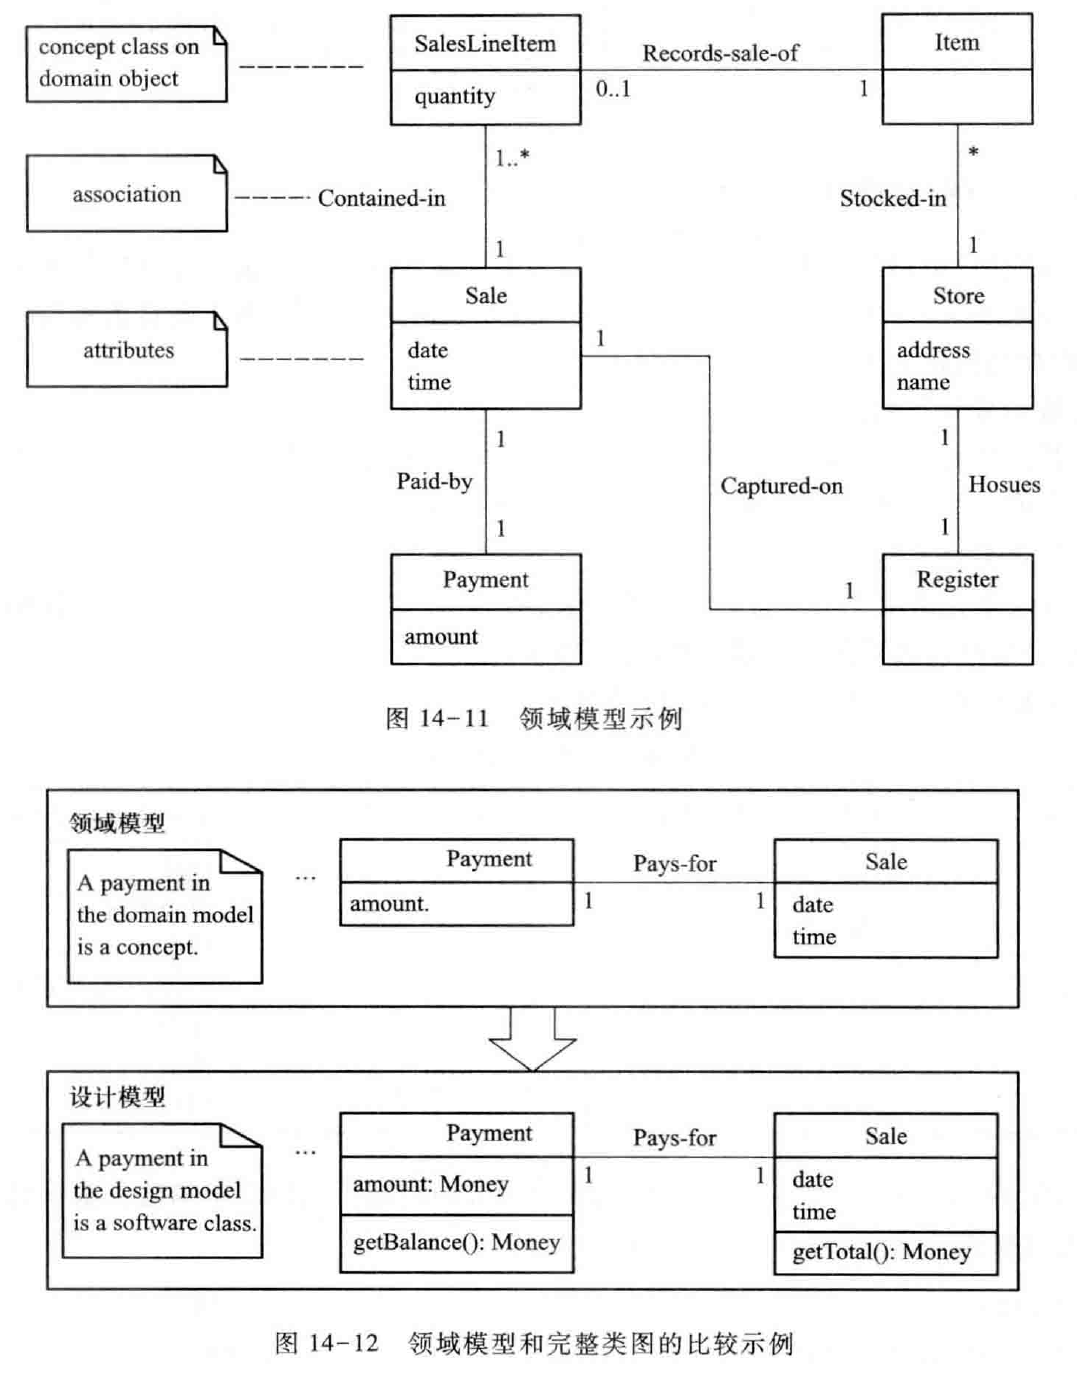 concept class on
domain object
SalesLineItem
quantity
Records-sale-of
0..1
1
Item
association
Contained-in
1..*
1
Stocked-in
*
1
attributes
Sale
date
time
1
Store
address
name
1
Paid-by
1
Captured-on
1
1
Hosues
1
Payment
amount
Register
图 14-11 领域模型示例
领域模型
A payment in
the domain model
is a concept.
...
Payment
amount.
Pays-for
1
1
Sale
date
time
设计模型
A payment in
the design model
is a software class.
...
Payment
amount: Money
getBalance(): Money
Pays-for
1
1
Sale
date
time
getTotal(): Money
图 14-12 领域模型和完整类图的比较示例